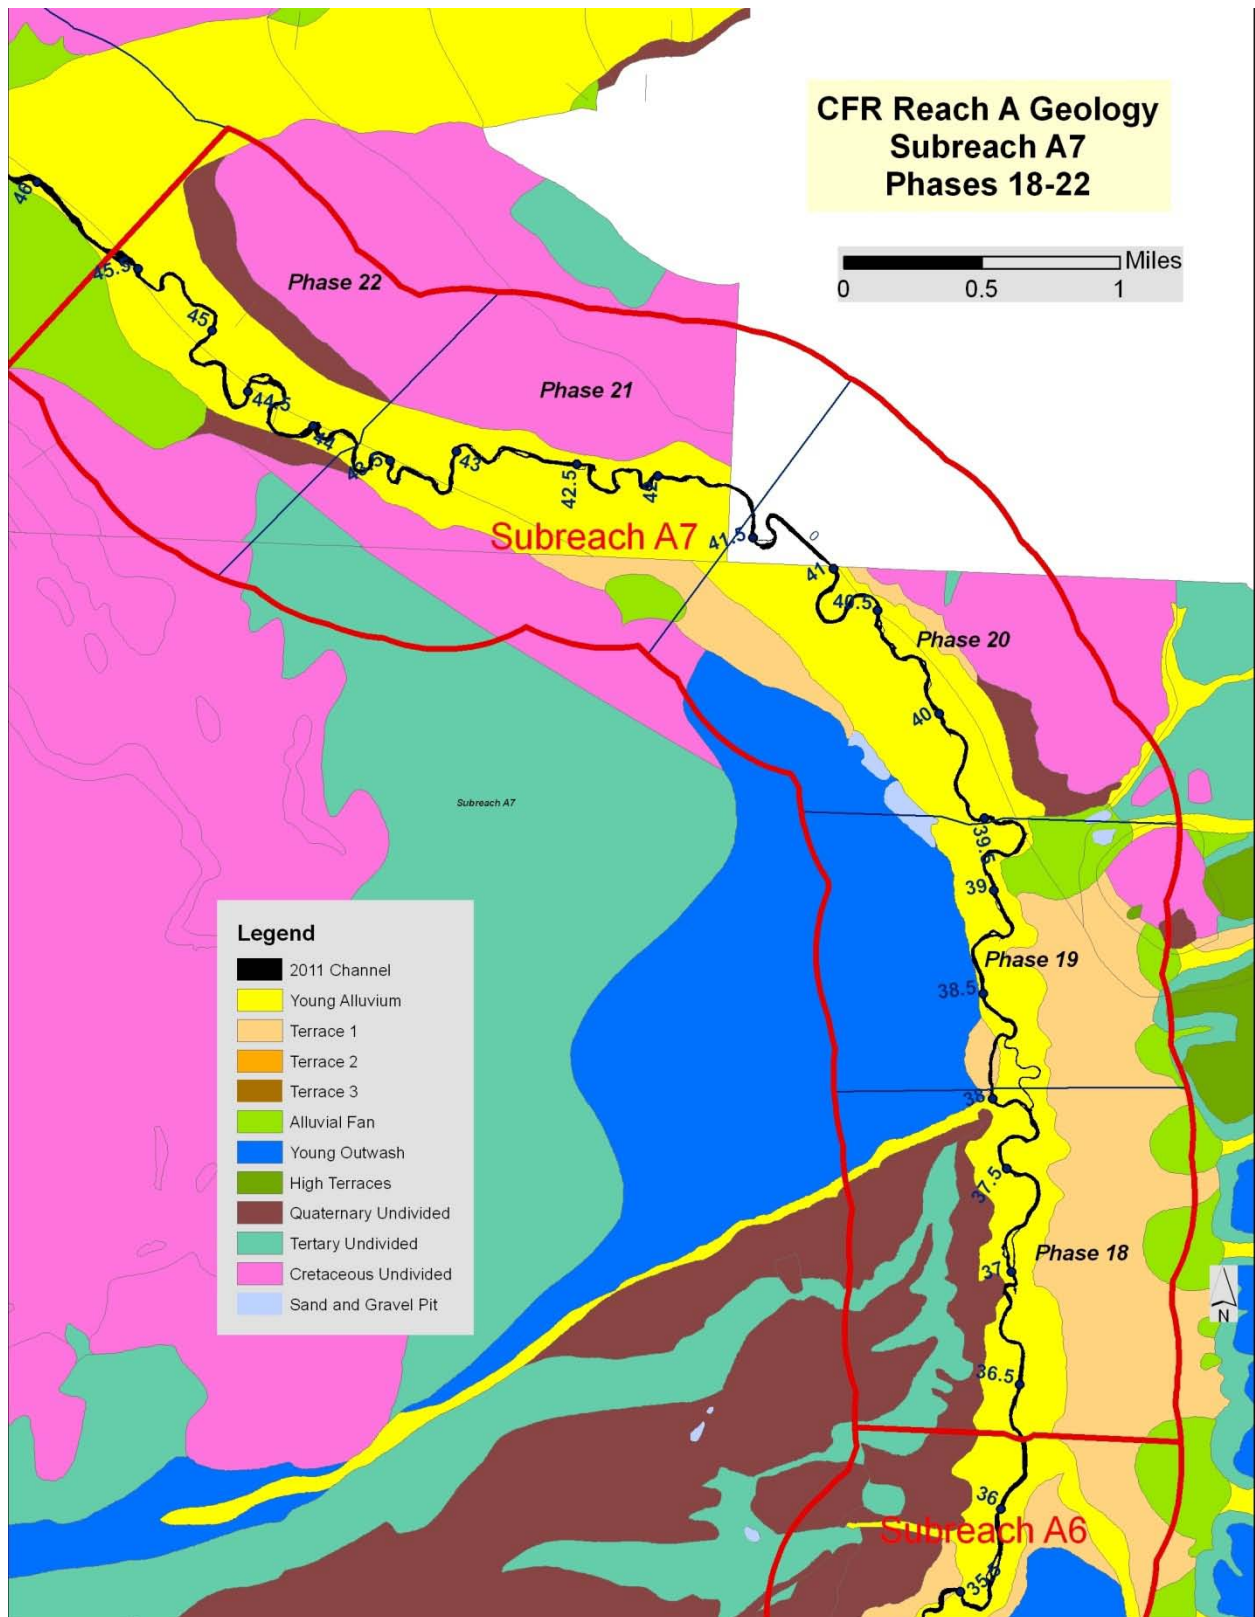 CFR Reach A Geology
Subreach A7
Phases 18-22
Miles
0 0.5 1
46
45.5
45
44.5
44
43.5
43
42.5
42
41.5
41
40.5
40
39.5
39
38.5
38
37.5
37
36.5
36
35.5
Phase 22
Phase 21
Subreach A7
Phase 20
Subreach A7
Phase 19
Phase 18
Subreach A6
Legend
2011 Channel
Young Alluvium
Terrace 1
Terrace 2
Terrace 3
Alluvial Fan
Young Outwash
High Terraces
Quaternary Undivided
Tertary Undivided
Cretaceous Undivided
Sand and Gravel Pit
N